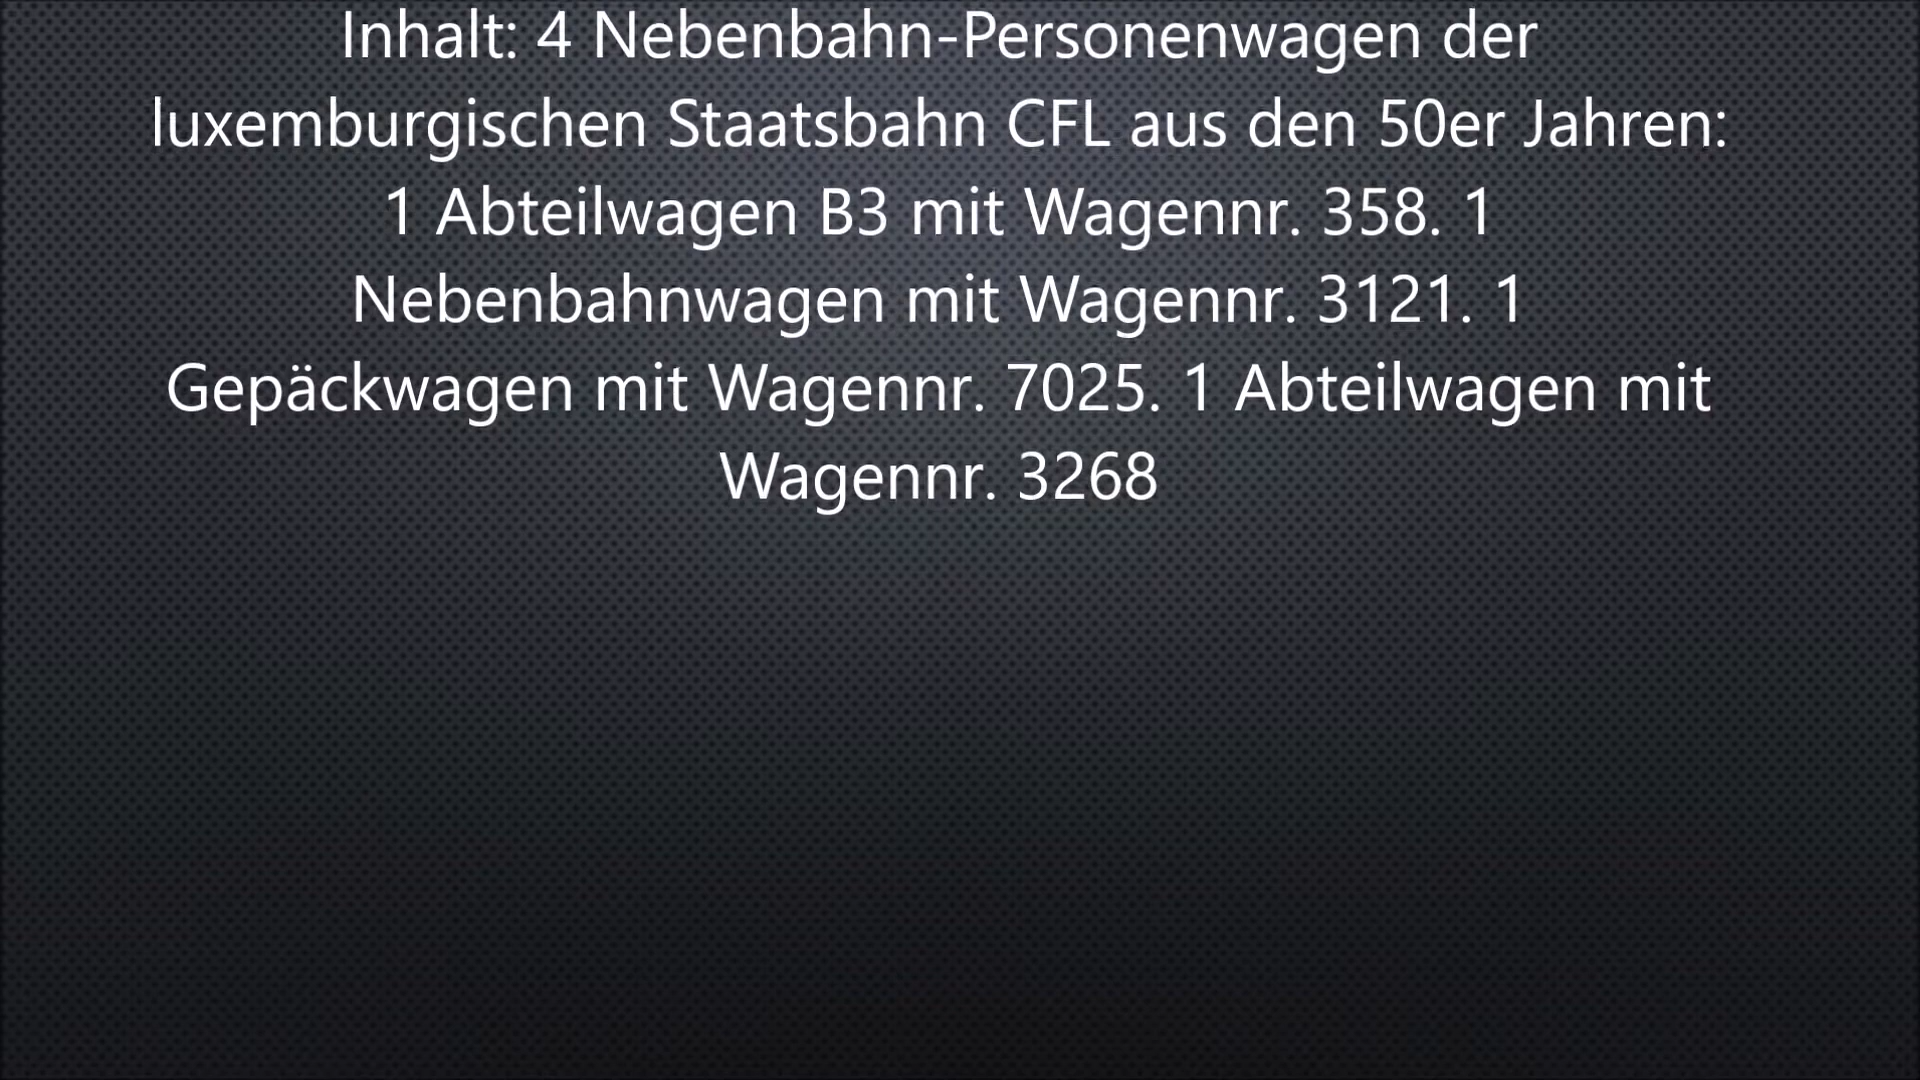 Inhalt: 4 Nebenbahn-Personenwagen der
luxemburgischen Staatsbahn CFL aus den 50er Jahren:
1 Abteilwagen B3 mit Wagennr. 358. 1
Nebenbahnwagen mit Wagennr. 3121. 1
Gepäckwagen mit Wagennr. 7025. 1 Abteilwagen mit
Wagennr. 3268